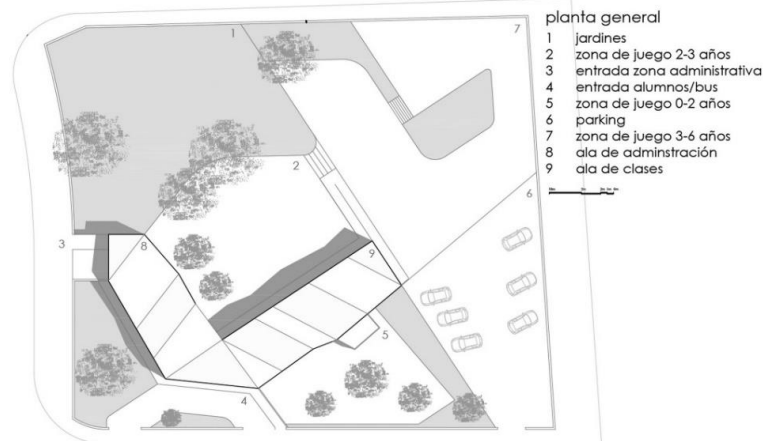 planta general
1 jardines
2 zona de juego 2-3 años
3 entrada zona administrativa
4 entrada alumnos/bus
5 zona de juego 0-2 años
6 parking
7 zona de juego 3-6 años
8 ala de adminstración
9 ala de clases
1
7
2
6
3
8
9
5
4